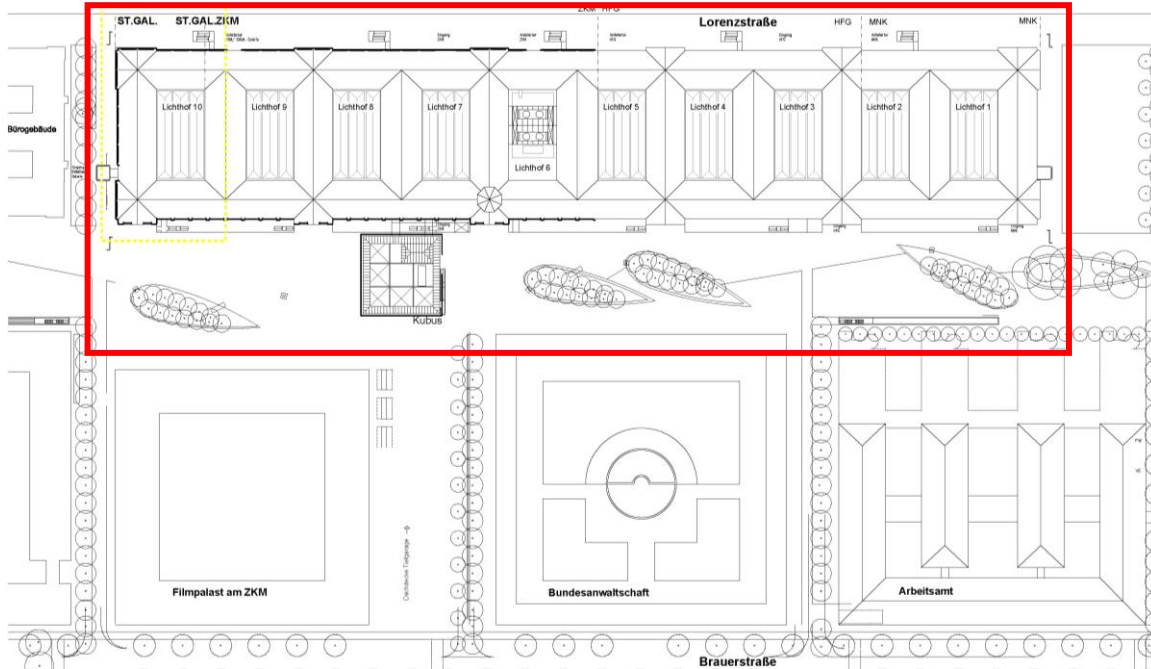 ZKM HFG
ST.GAL. ST.GAL.ZKM Lorenzstraße HFG MNK MNK
Lichthof 10 Lichthof 9 Lichthof 8 Lichthof 7 Lichthof 5 Lichthof 4 Lichthof 3 Lichthof 2 Lichthof 1
Bürogebäude
Lichthof 6
Kubus
Dachdecke Tiefgarage
Filmpalast am ZKM Bundesanwaltschaft Arbeitsamt
Brauerstraße